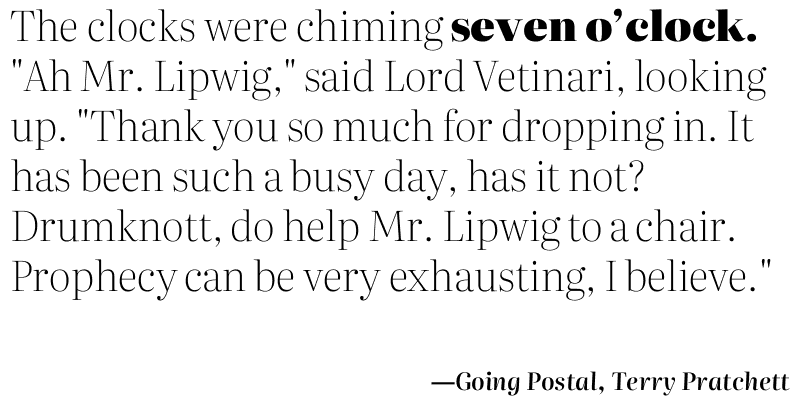 The clocks were chiming seven o’clock.
"Ah Mr. Lipwig," said Lord Vetinari, looking
up. "Thank you so much for dropping in. It
has been such a busy day, has it not?
Drumknott, do help Mr. Lipwig to a chair.
Prophecy can be very exhausting, I believe."
—Going Postal, Terry Pratchett